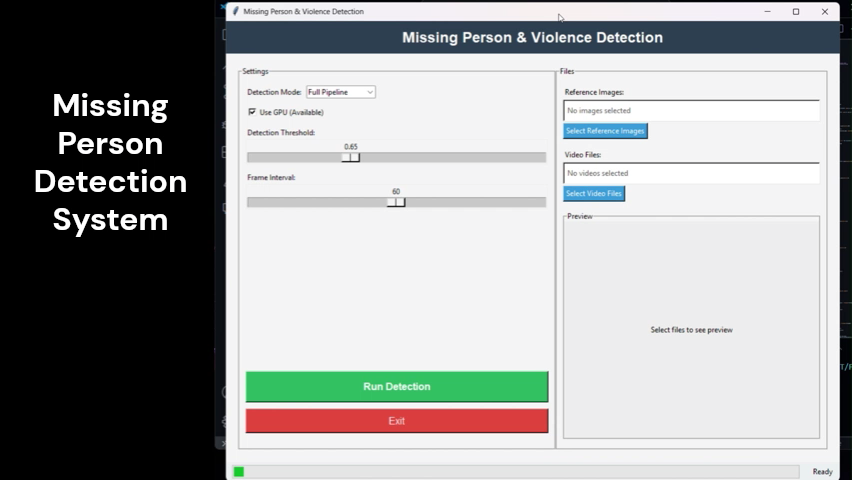 Missing
Person
Detection
System
Missing Person & Violence Detection
Missing Person & Violence Detection
Settings
Detection Mode: Full Pipeline
Use GPU (Available)
Detection Threshold:
0.65
Frame Interval:
60
Run Detection
Exit
Files
Reference Images:
No images selected
Select Reference Images
Video Files:
No videos selected
Select Video Files
Preview
Select files to see preview
Ready